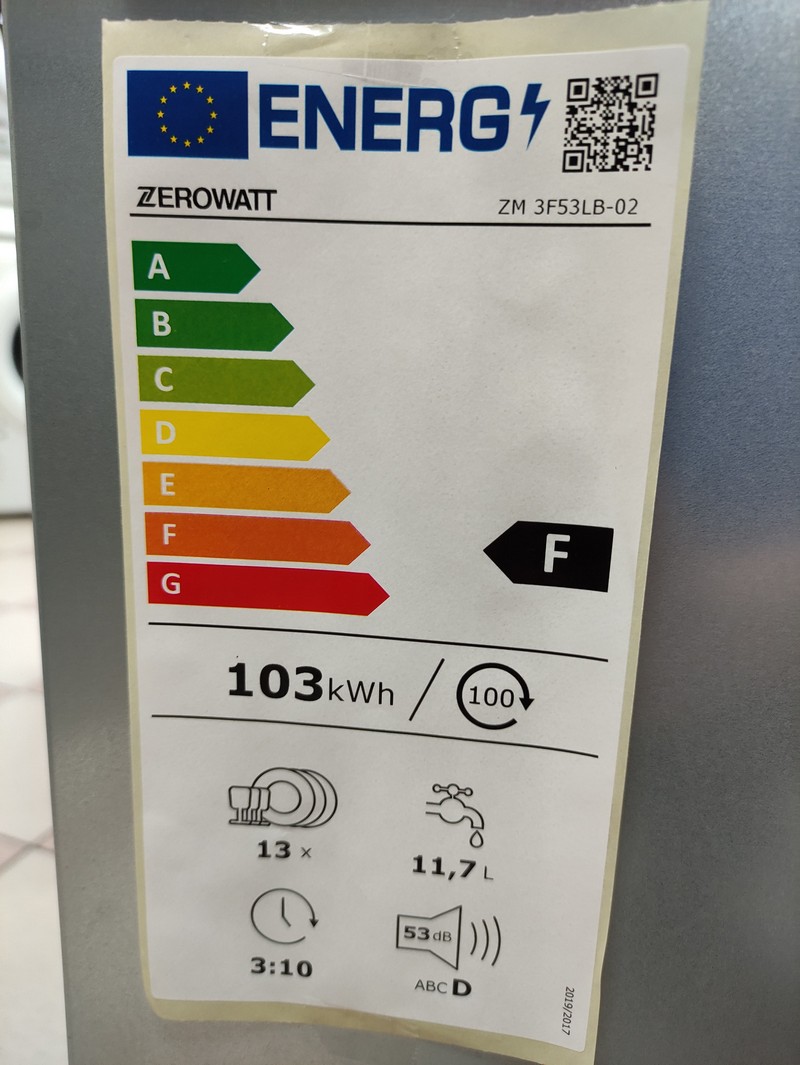 ENERG
ZEROWATT
ZM 3F53LB-02
A
B
C
D
E
F
F
G
103 kWh / 100
13 x
11,7 L
3:10
53 dB
ABC D
2019/2017